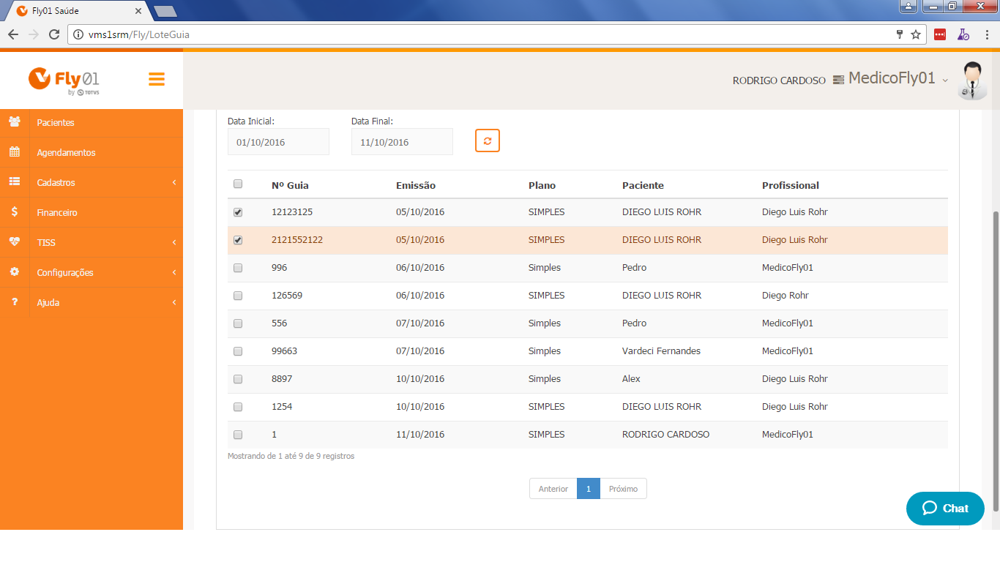 Fly01 Saúde
vms1srm/Fly/LoteGuia
Fly01
by TOTVS
RODRIGO CARDOSO MedicoFly01
Pacientes
Agendamentos
Cadastros
Financeiro
TISS
Configurações
Ajuda
Data Inicial: Data Final:
01/10/2016 11/10/2016
Nº Guia Emissão Plano Paciente Profissional
12123125 05/10/2016 SIMPLES DIEGO LUIS ROHR Diego Luis Rohr
2121552122 05/10/2016 SIMPLES DIEGO LUIS ROHR Diego Luis Rohr
996 06/10/2016 Simples Pedro MedicoFly01
126569 06/10/2016 SIMPLES DIEGO LUIS ROHR Diego Rohr
556 07/10/2016 Simples Pedro MedicoFly01
99663 07/10/2016 Simples Vardeci Fernandes MedicoFly01
8897 10/10/2016 Simples Alex Diego Luis Rohr
1254 10/10/2016 SIMPLES DIEGO LUIS ROHR Diego Luis Rohr
1 11/10/2016 SIMPLES RODRIGO CARDOSO MedicoFly01
Mostrando de 1 até 9 de 9 registros
Anterior 1 Próximo
Chat